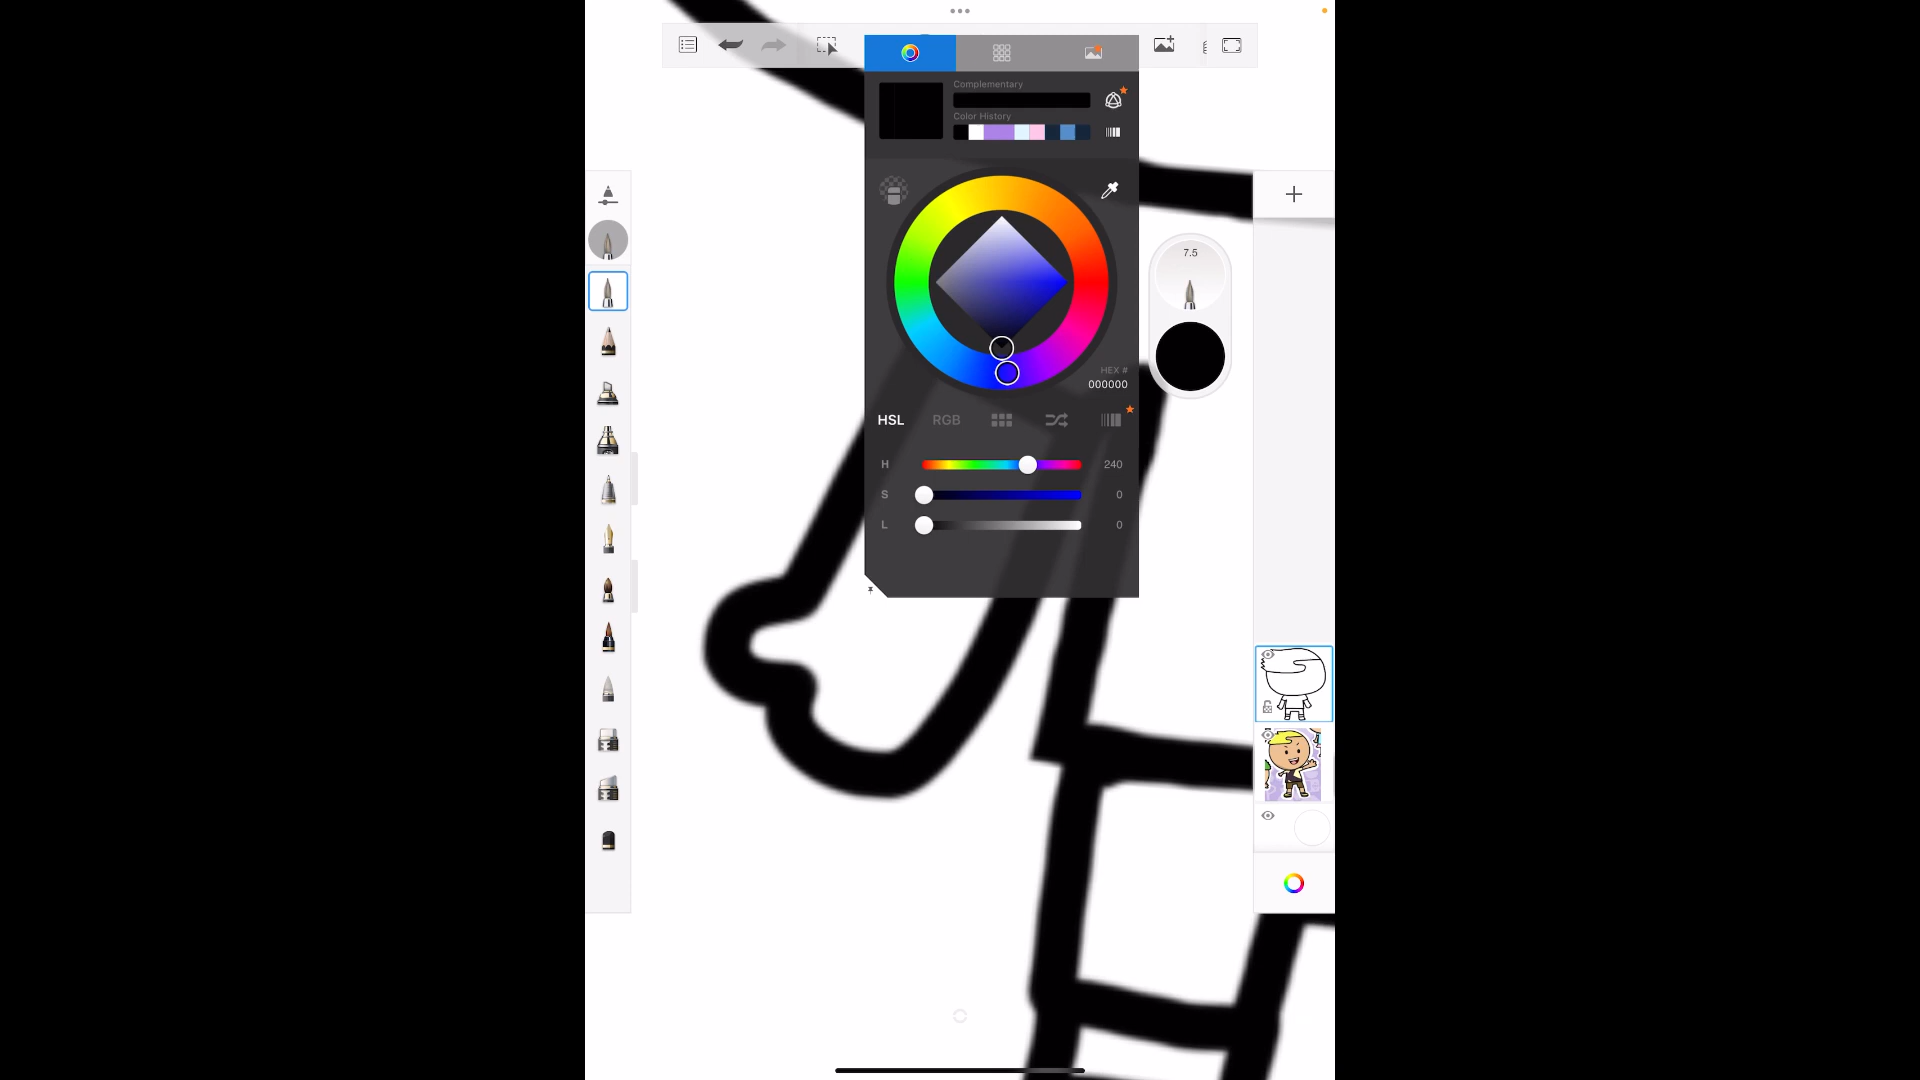 Complementary
Color History
7.5
HEX #
000000
HSL RGB
H 240
S 0
L 0